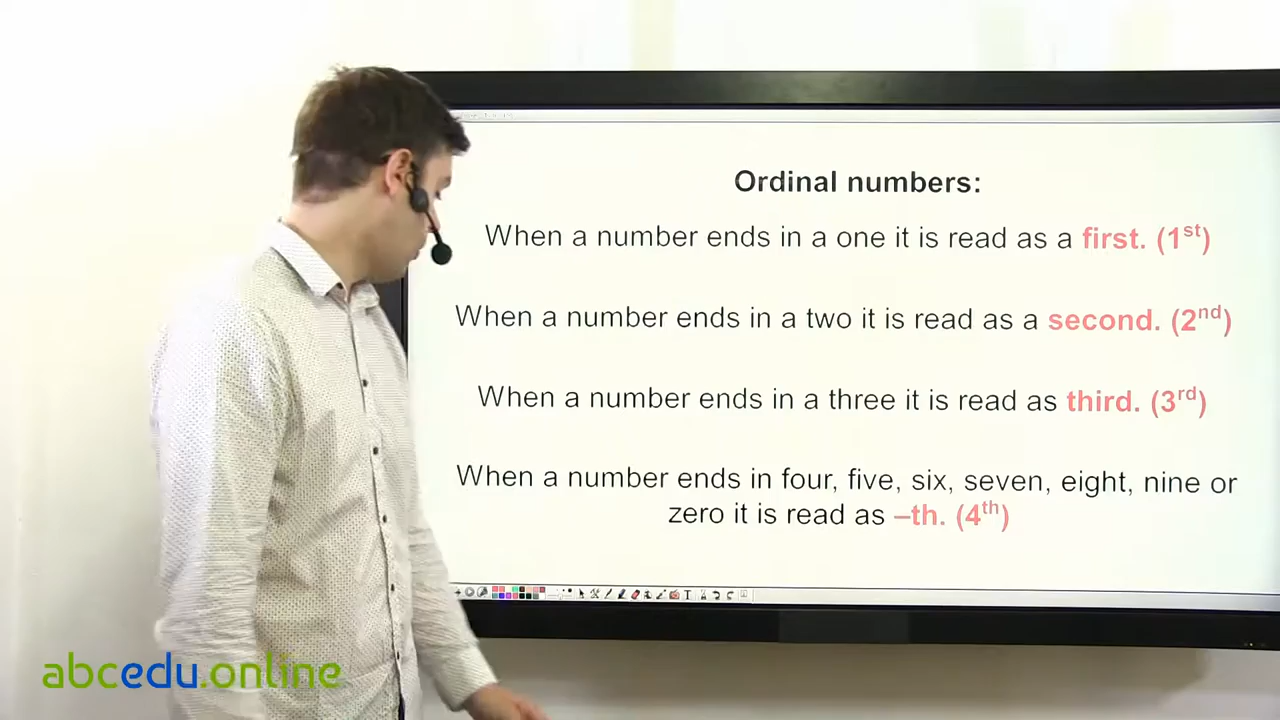 Ordinal numbers:
When a number ends in a one it is read as a first. (1st)
When a number ends in a two it is read as a second. (2nd)
When a number ends in a three it is read as third. (3rd)
When a number ends in four, five, six, seven, eight, nine or
zero it is read as –th. (4th)
abcedu.online